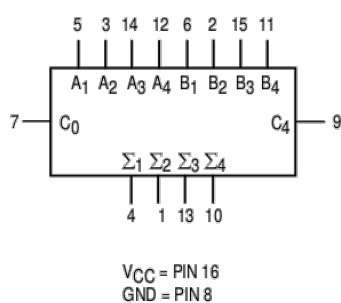 5 3 14 12 6 2 15 11
A1 A2 A3 A4 B1 B2 B3 B4
7 C0 C4 9
Σ1 Σ2 Σ3 Σ4
4 1 13 10
VCC = PIN 16
GND = PIN 8